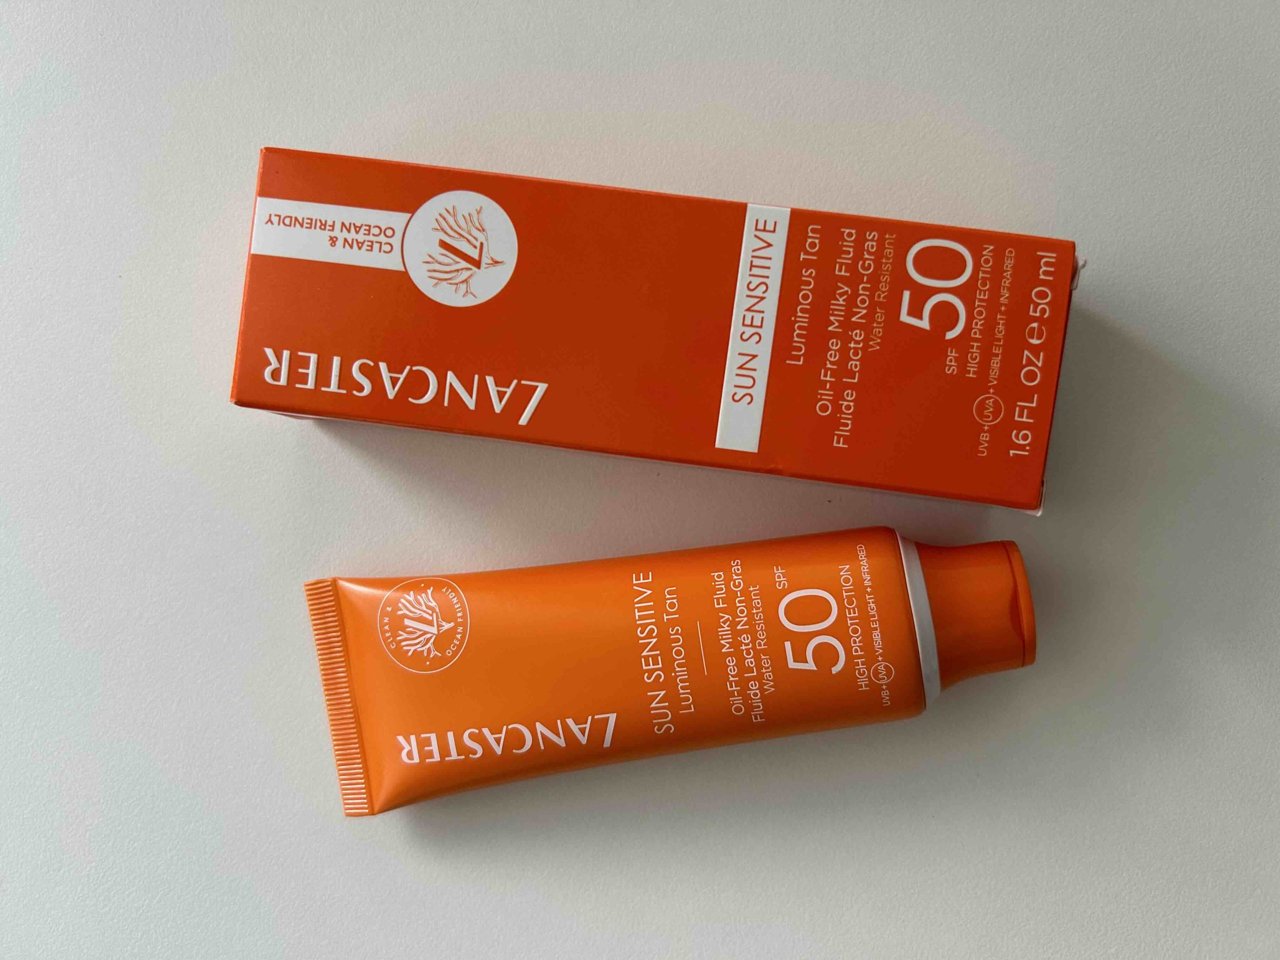 CLEAN &
OCEAN FRIENDLY
LANCASTER
SUN SENSITIVE
Luminous Tan
Oil-Free Milky Fluid
Fluide Lacté Non-Gras
Water Resistant
SPF 50
HIGH PROTECTION
UVB+UVA+VISIBLE LIGHT+INFRARED
1.6 FL OZ e 50 ml
CLEAN & OCEAN FRIENDLY
LANCASTER
SUN SENSITIVE
Luminous Tan
Oil-Free Milky Fluid
Fluide Lacté Non-Gras
Water Resistant
50 SPF
HIGH PROTECTION
UVB+UVA+VISIBLE LIGHT+INFRARED